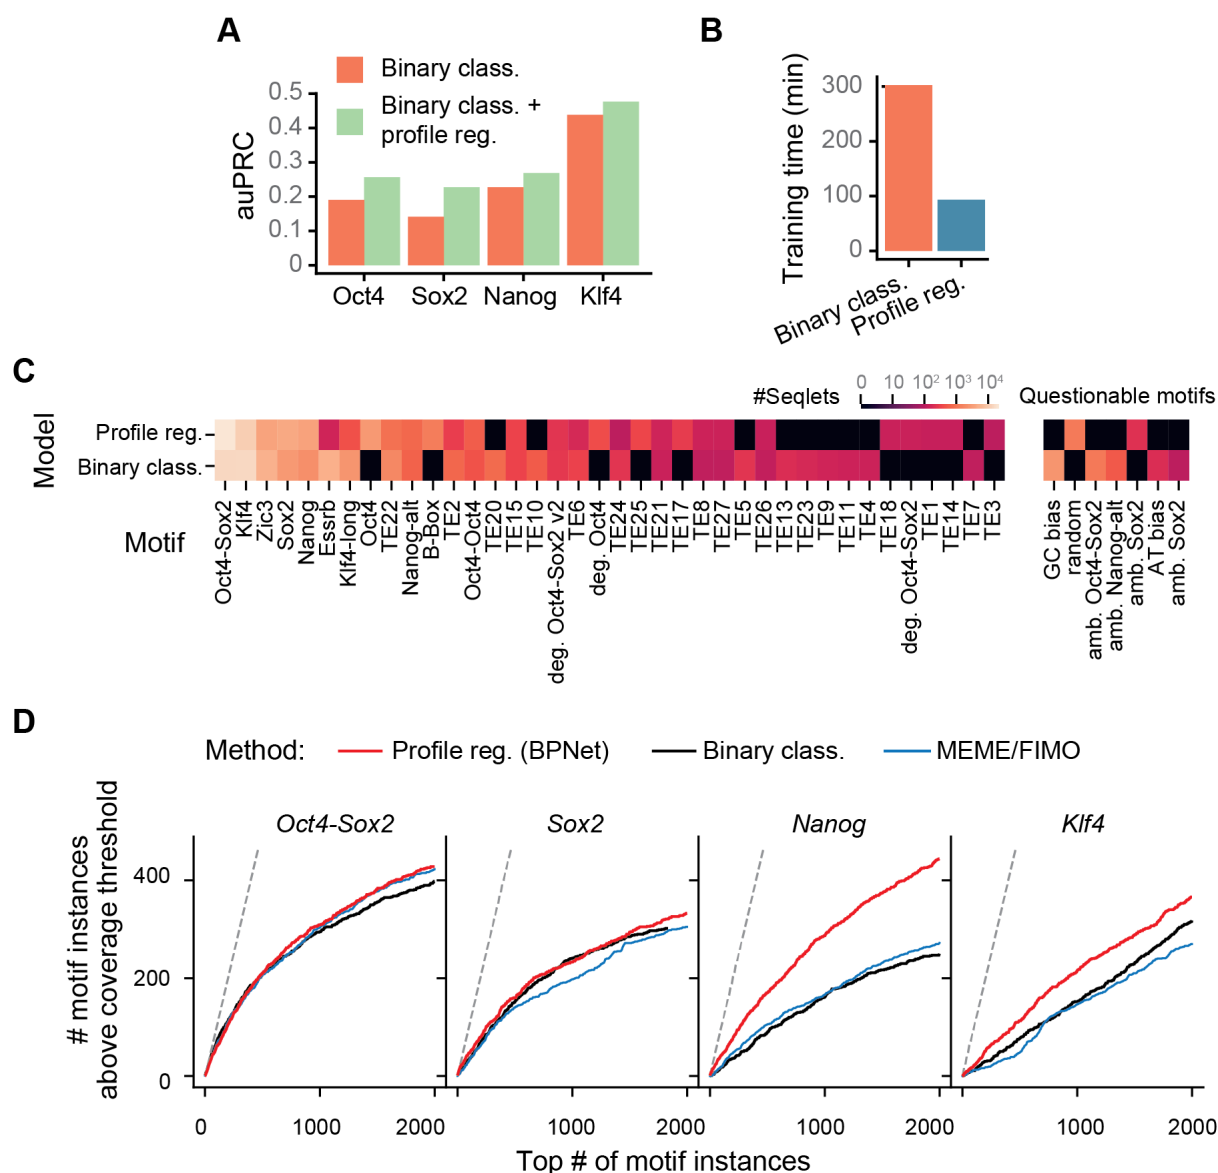 A
Binary class.
Binary class. +
profile reg.
auPRC
0.5
0.4
0.3
0.2
0.1
0
Oct4
Sox2
Nanog
Klf4
B
Training time (min)
300
200
100
0
Binary class.
Profile reg.
C
#Seqlets
0
10
10²
10³
10⁴
Questionable motifs
Model
Profile reg.
Binary class.
Motif
Oct4-Sox2
Klf4
Zic3
Sox2
Nanog
Essrb
Klf4-long
Oct4
TE22
Nanog-alt
B-Box
TE2
Oct4-Oct4
TE20
TE15
TE10
deg. Oct4-Sox2 v2
TE6
deg. Oct4
TE24
TE25
TE21
TE17
TE8
TE27
TE5
TE26
TE13
TE23
TE9
TE11
TE4
TE18
deg. Oct4-Sox2
TE1
TE14
TE7
TE3
GC bias
random
amb. Oct4-Sox2
amb. Nanog-alt
amb. Sox2
AT bias
amb. Sox2
D
Method:
Profile reg. (BPNet)
Binary class.
MEME/FIMO
# motif instances
above coverage threshold
Oct4-Sox2
Sox2
Nanog
Klf4
400
200
0
0
1000
2000
1000
2000
1000
2000
1000
2000
Top # of motif instances